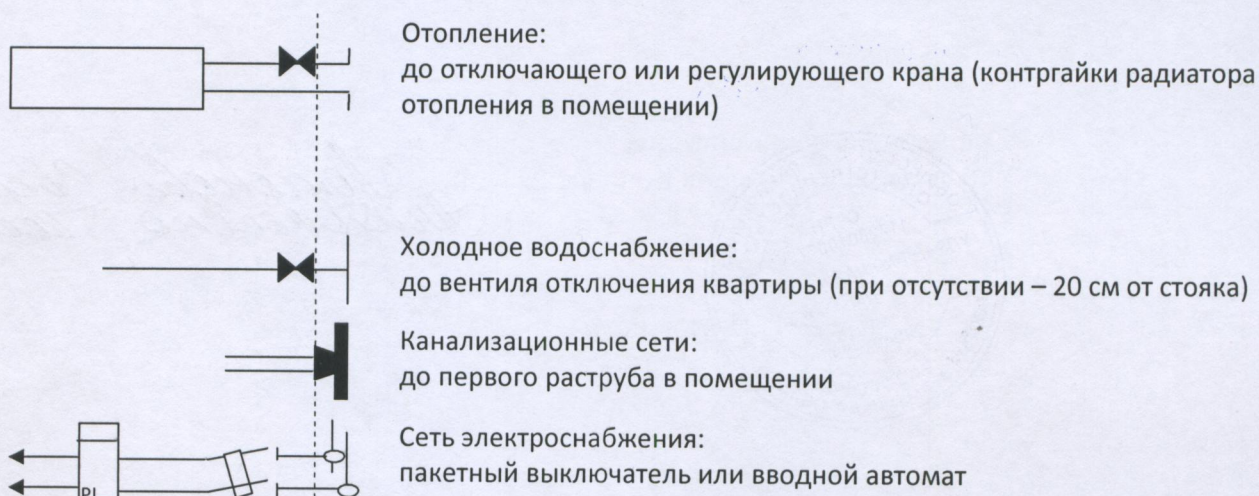 Отопление:
до отключающего или регулирующего крана (контргайки радиатора
отопления в помещении)
Холодное водоснабжение:
до вентиля отключения квартиры (при отсутствии – 20 см от стояка)
Канализационные сети:
до первого раструба в помещении
Сеть электроснабжения:
пакетный выключатель или вводной автомат
PI